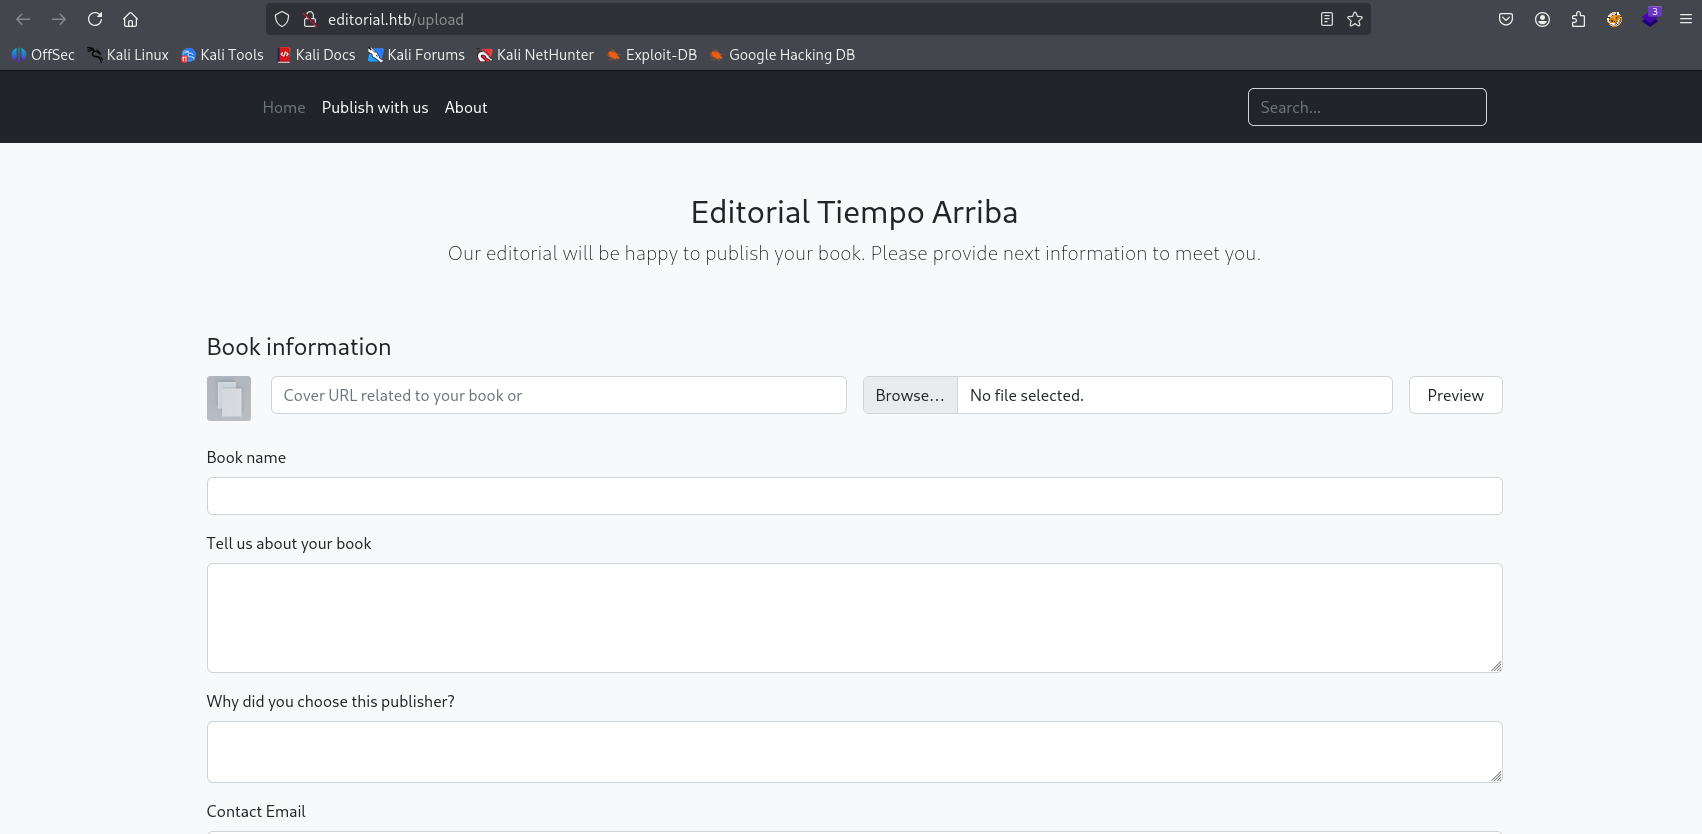 editorial.htb/upload
3
OffSec Kali Linux Kali Tools Kali Docs Kali Forums Kali NetHunter Exploit-DB Google Hacking DB
Home Publish with us About Search...
Editorial Tiempo Arriba
Our editorial will be happy to publish your book. Please provide next information to meet you.
Book information
Cover URL related to your book or Browse... No file selected. Preview
Book name
Tell us about your book
Why did you choose this publisher?
Contact Email